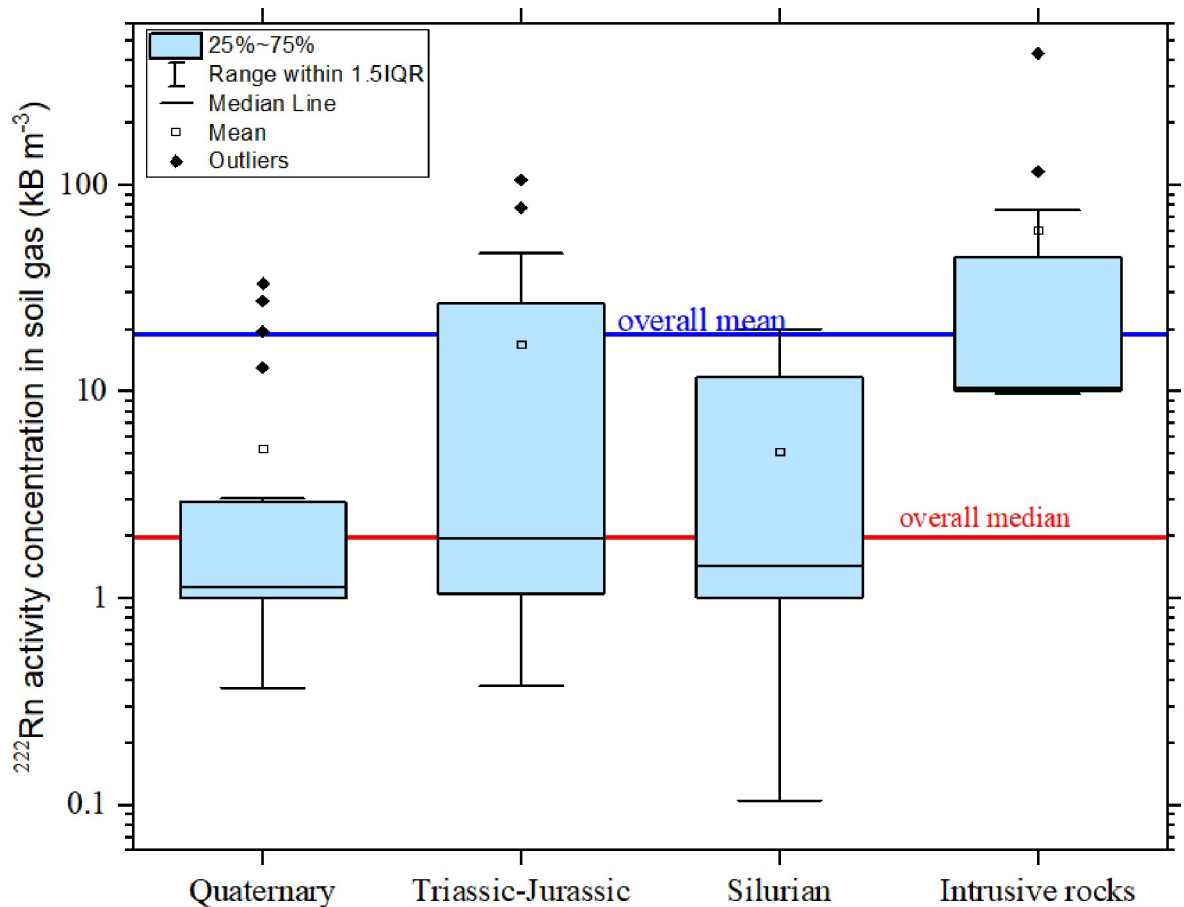 25%~75%
Range within 1.5IQR
Median Line
Mean
Outliers
²²²Rn activity concentration in soil gas (kB m⁻³)
100
10
1
0.1
overall mean
overall median
Quaternary Triassic-Jurassic Silurian Intrusive rocks